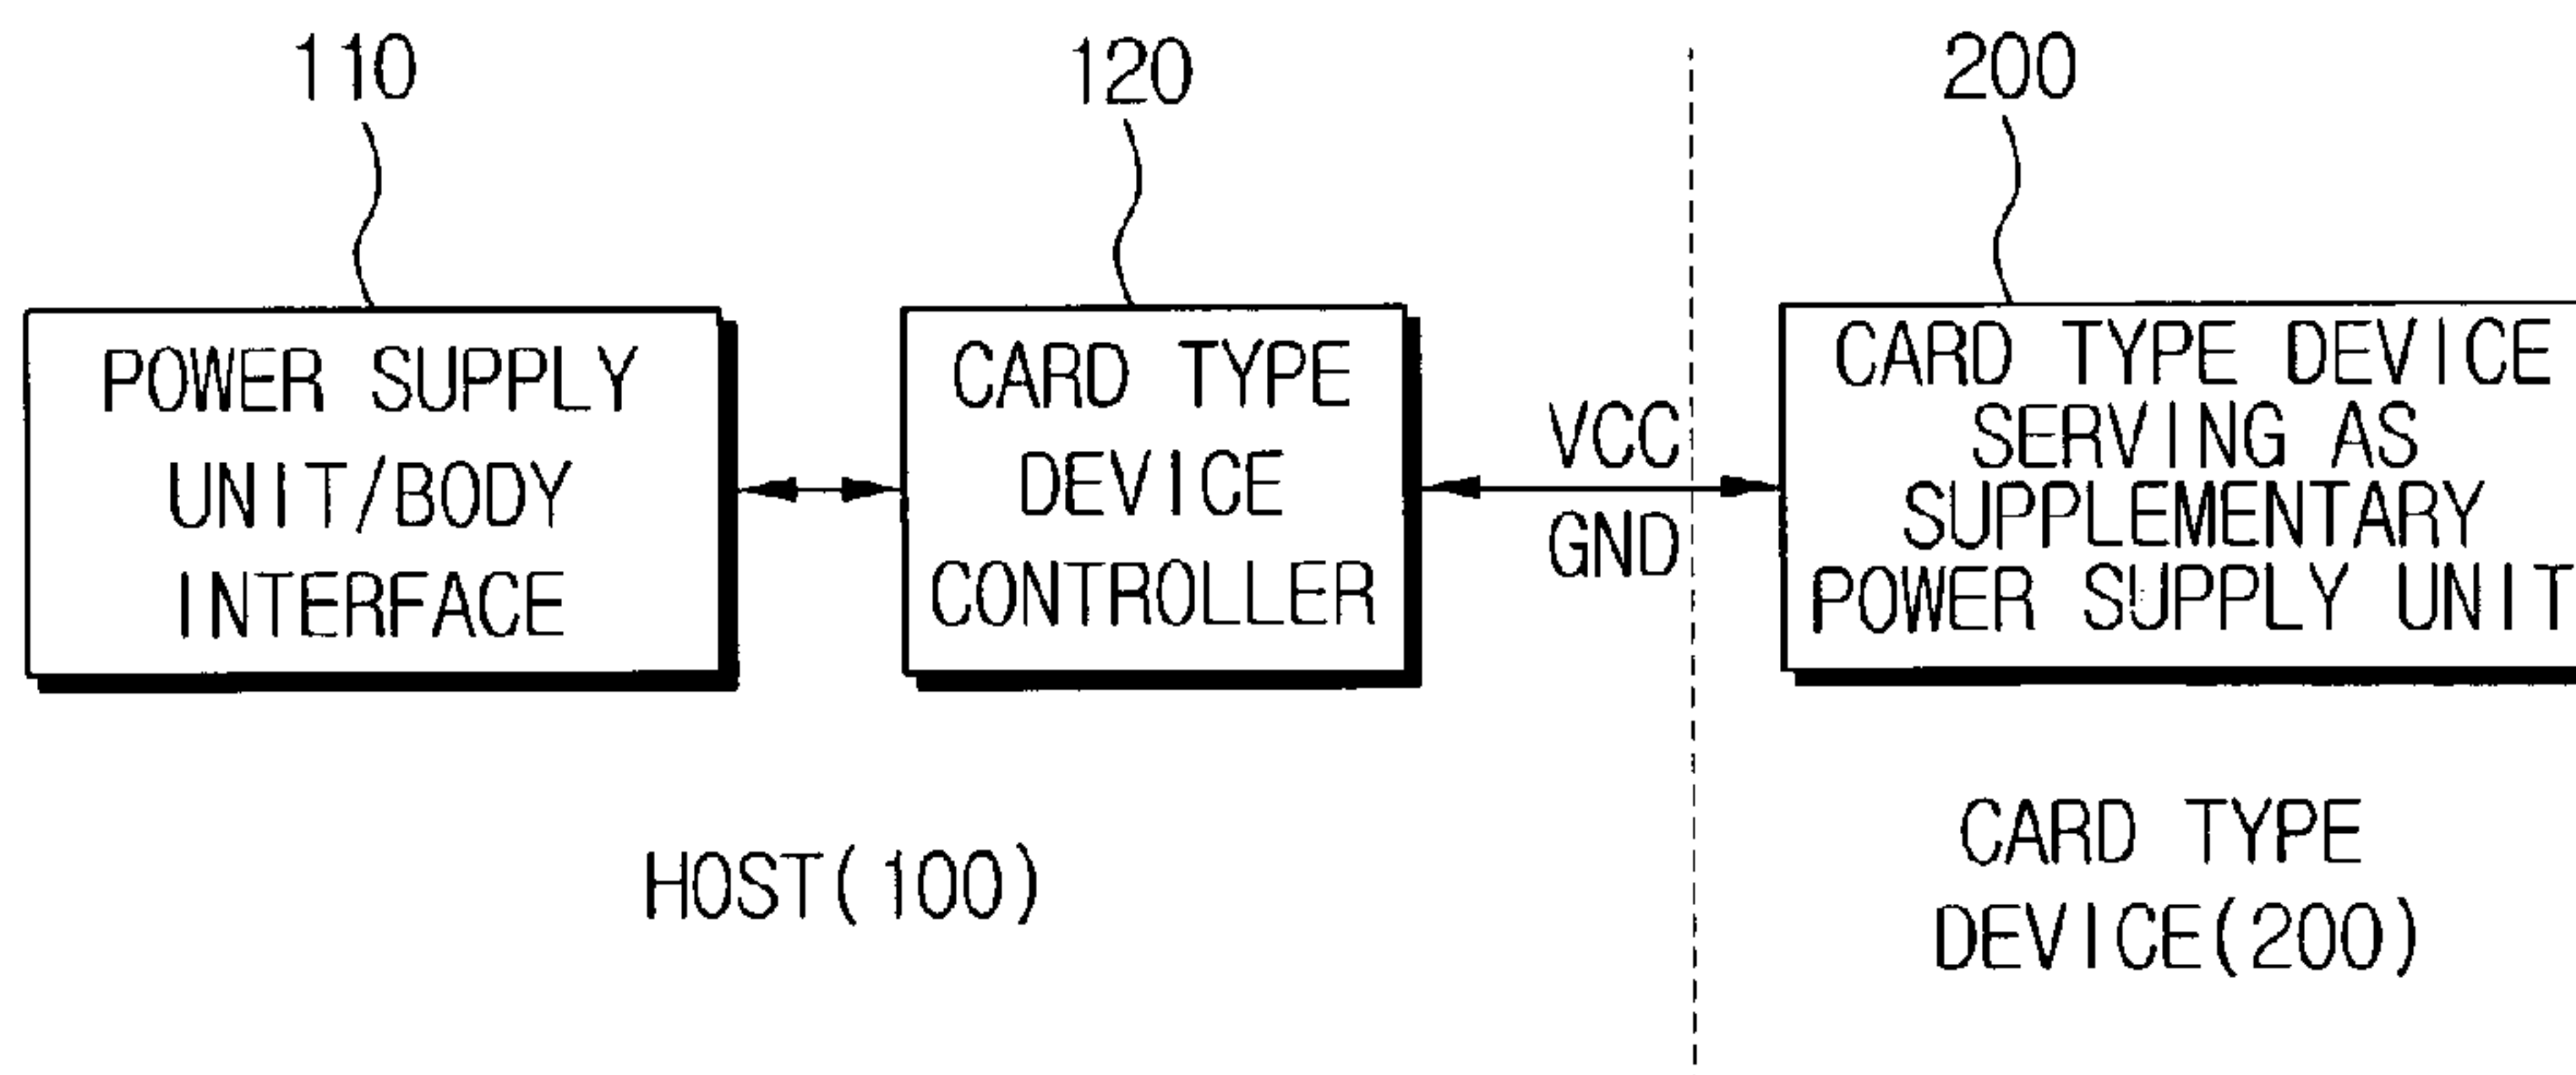 110
120
200
POWER SUPPLY
UNIT/BODY
INTERFACE
CARD TYPE
DEVICE
CONTROLLER
VCC
GND
CARD TYPE DEVICE
SERVING AS
SUPPLEMENTARY
POWER SUPPLY UNIT
HOST(100)
CARD TYPE
DEVICE(200)